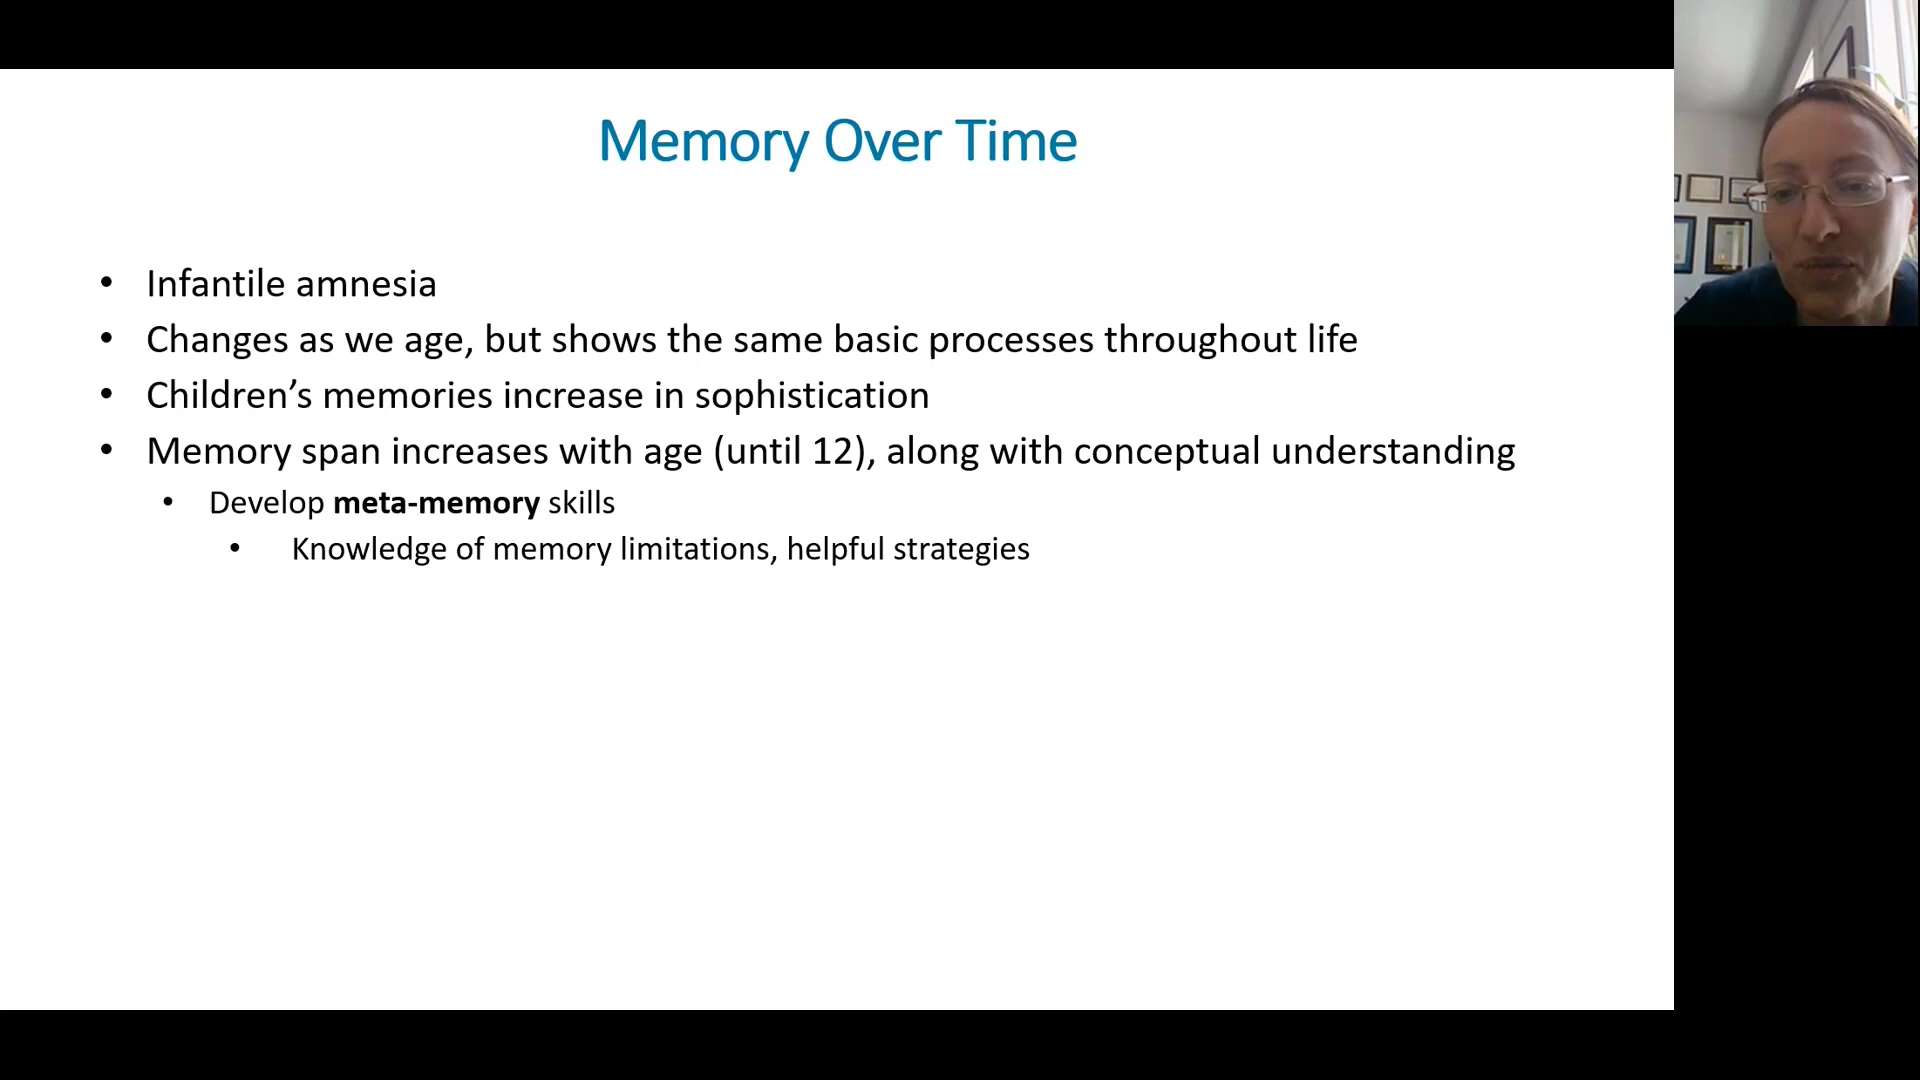 Memory Over Time
• Infantile amnesia
• Changes as we age, but shows the same basic processes throughout life
• Children’s memories increase in sophistication
• Memory span increases with age (until 12), along with conceptual understanding
• Develop meta-memory skills
• Knowledge of memory limitations, helpful strategies